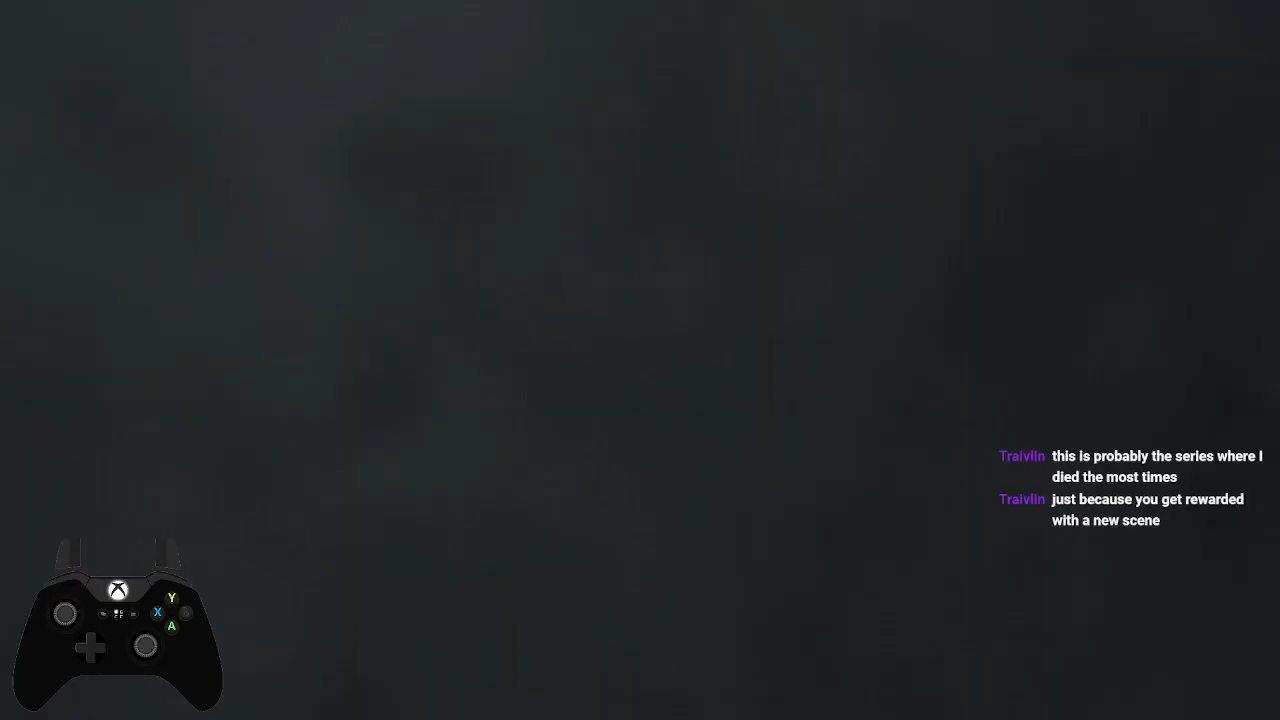 Traivlin this is probably the series where I
died the most times
Traivlin just because you get rewarded
with a new scene
Y
X
A